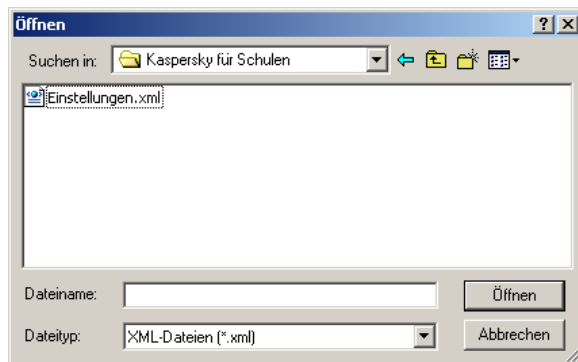 Öffnen
Suchen in: Kaspersky für Schulen
Einstellungen.xml
Dateiname: Öffnen
Dateityp: XML-Dateien (*.xml) Abbrechen